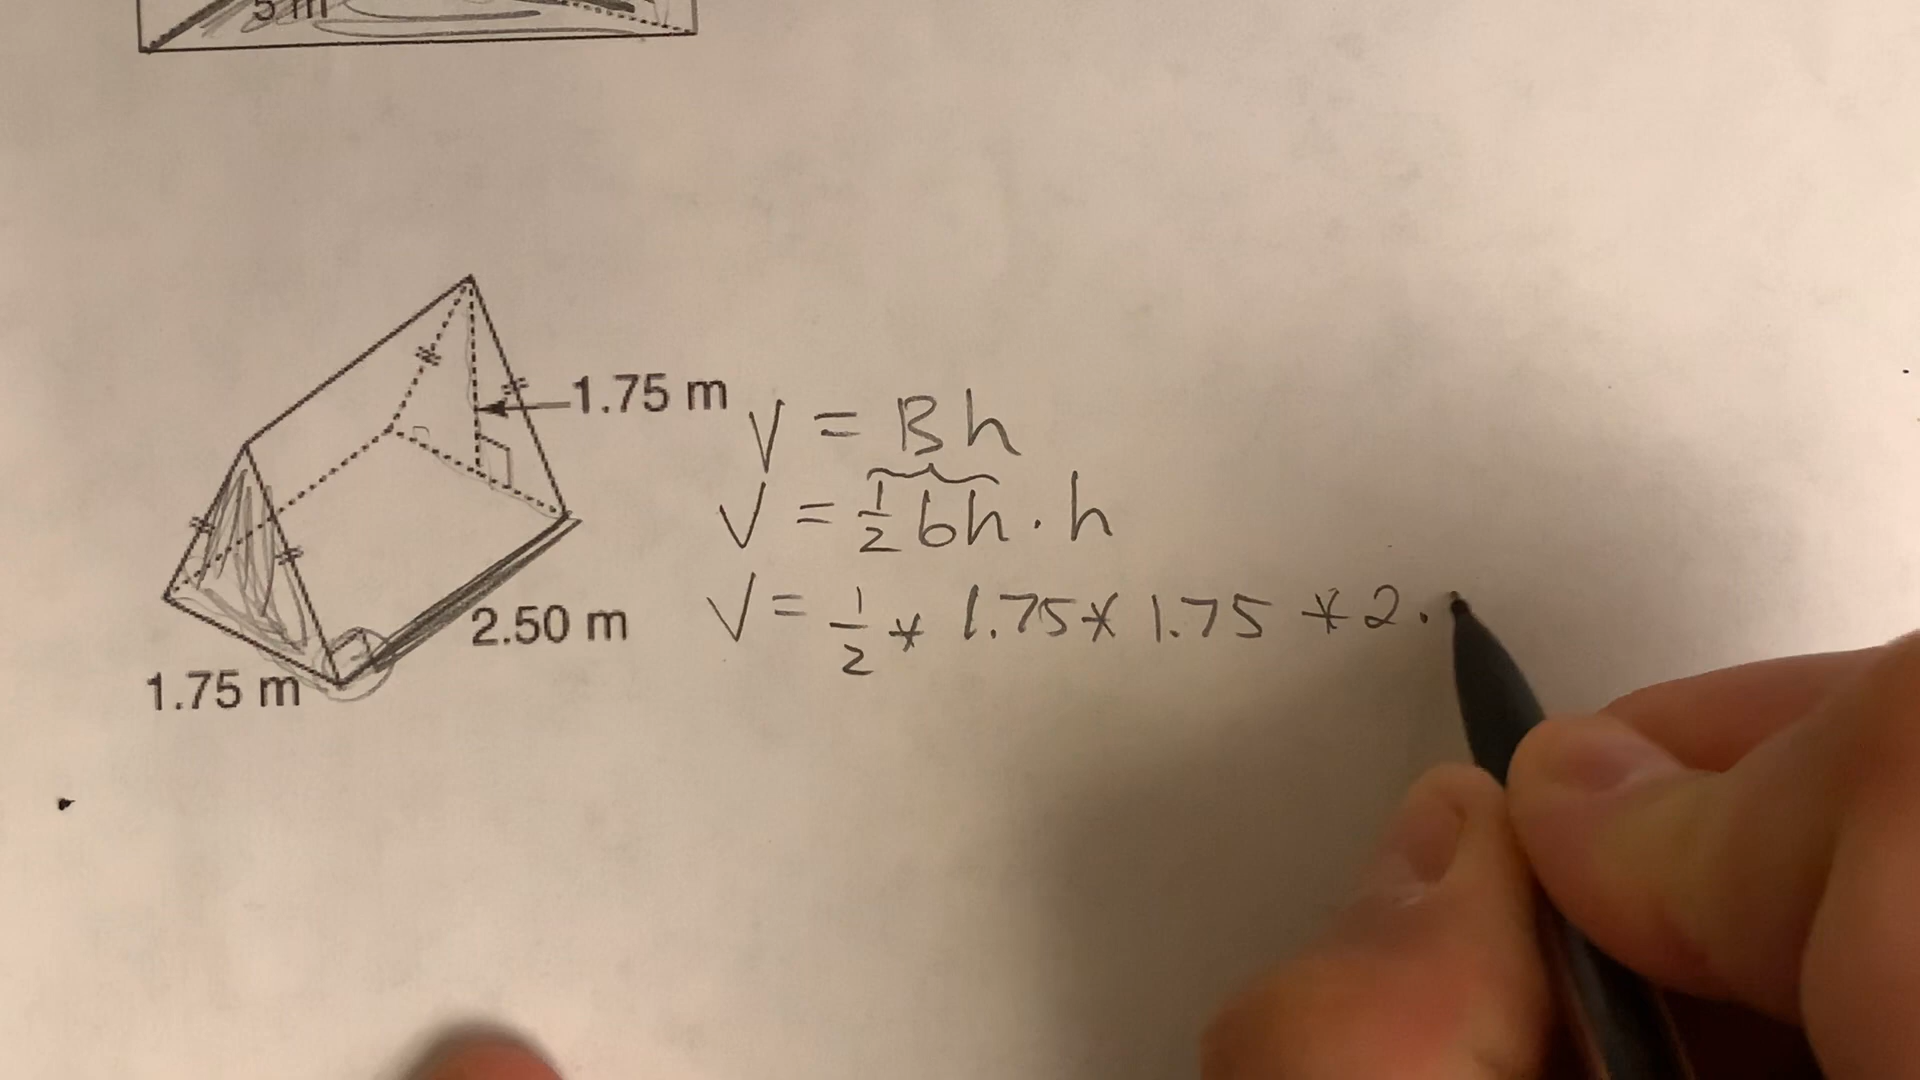 5 m
1.75 m
V = Bh
V = 1/2 bh · h
V = 1/2 * 1.75 * 1.75 * 2.
2.50 m
1.75 m